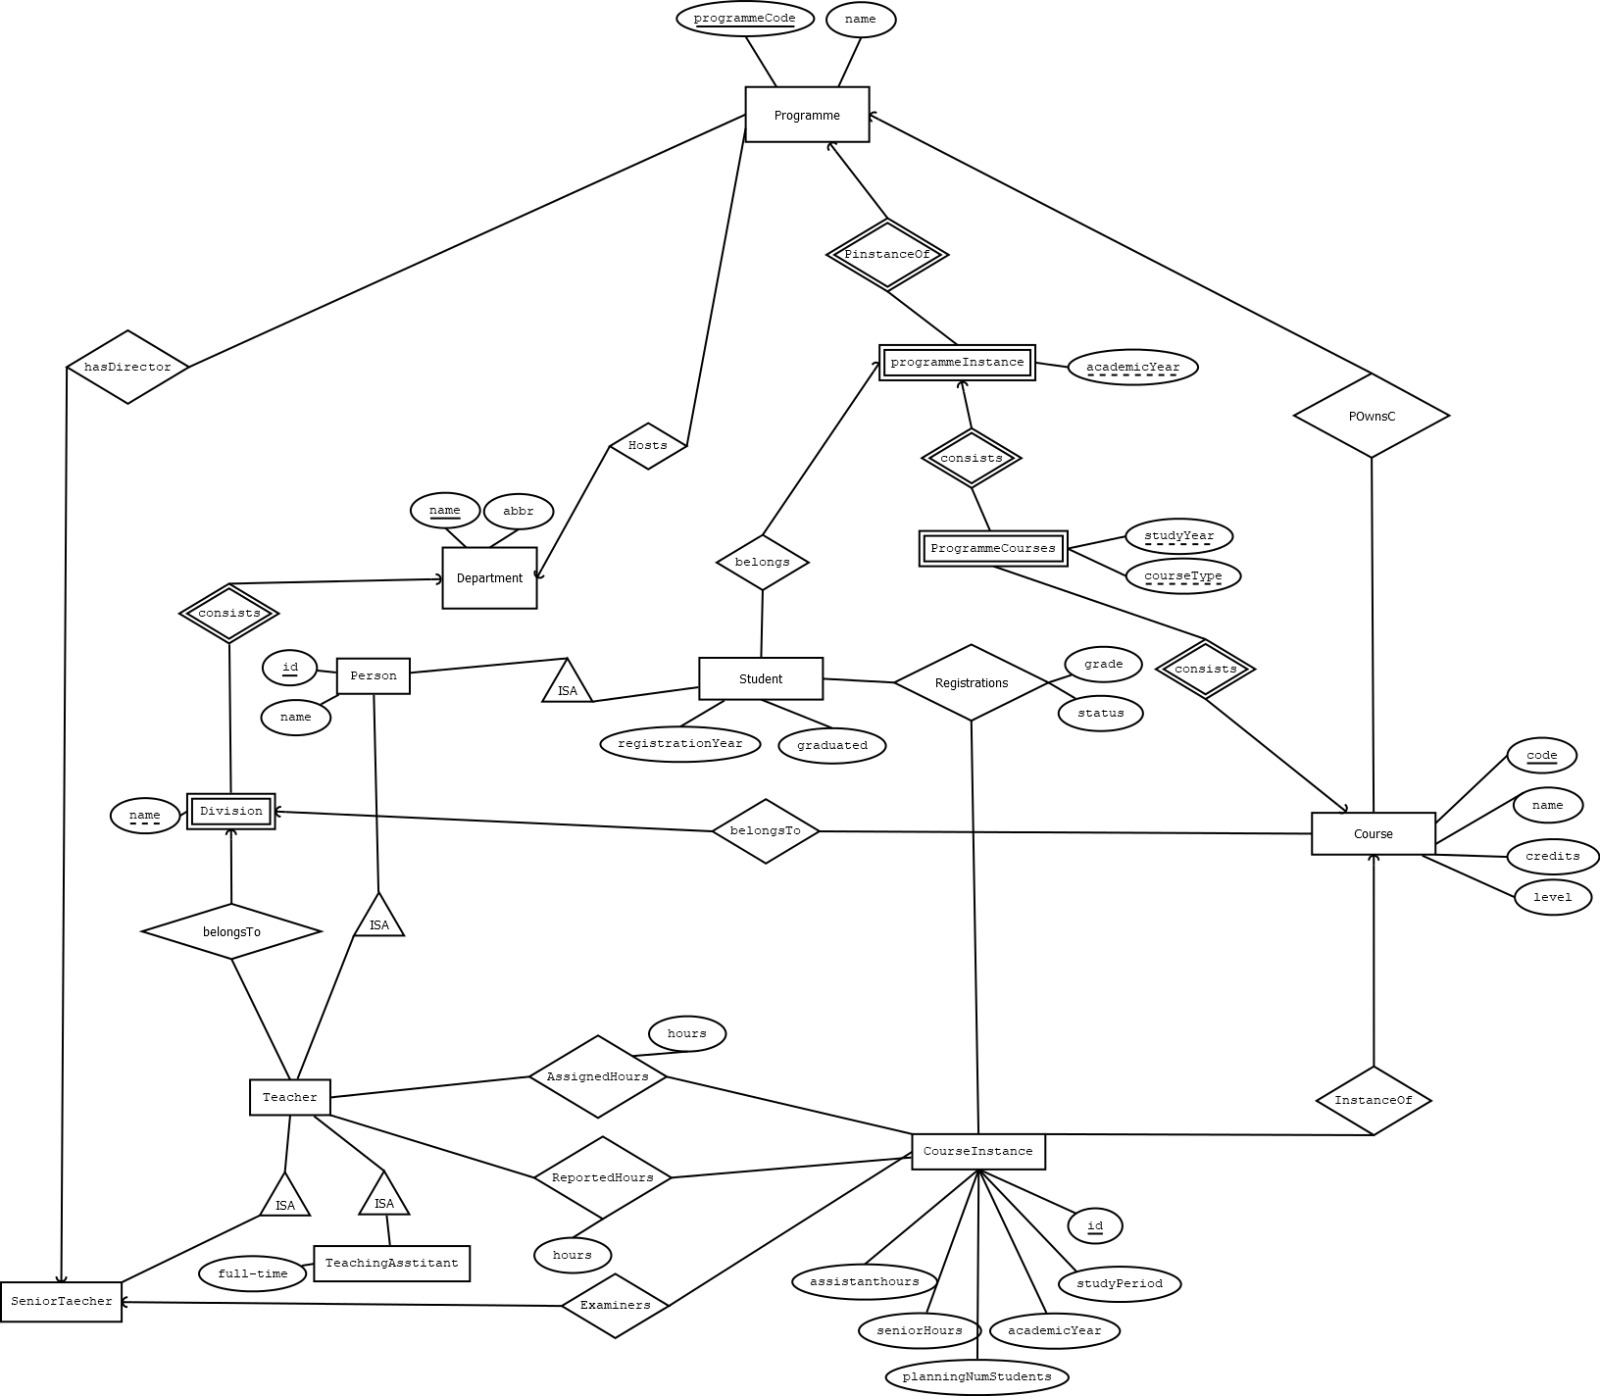 programmeCode
name
Programme
PinstanceOf
hasDirector
programmeInstance
academicYear
POwnsC
Hosts
consists
name
abbr
studyYear
ProgrammeCourses
courseType
Department
belongs
consists
id
Person
name
ISA
Student
Registrations
grade
status
consists
registrationYear
graduated
code
name
Division
name
belongsTo
Course
credits
level
ISA
belongsTo
hours
AssignedHours
Teacher
InstanceOf
CourseInstance
ReportedHours
ISA
ISA
id
hours
full-time
TeachingAsstitant
assistanthours
studyPeriod
SeniorTaecher
Examiners
seniorHours
academicYear
planningNumStudents